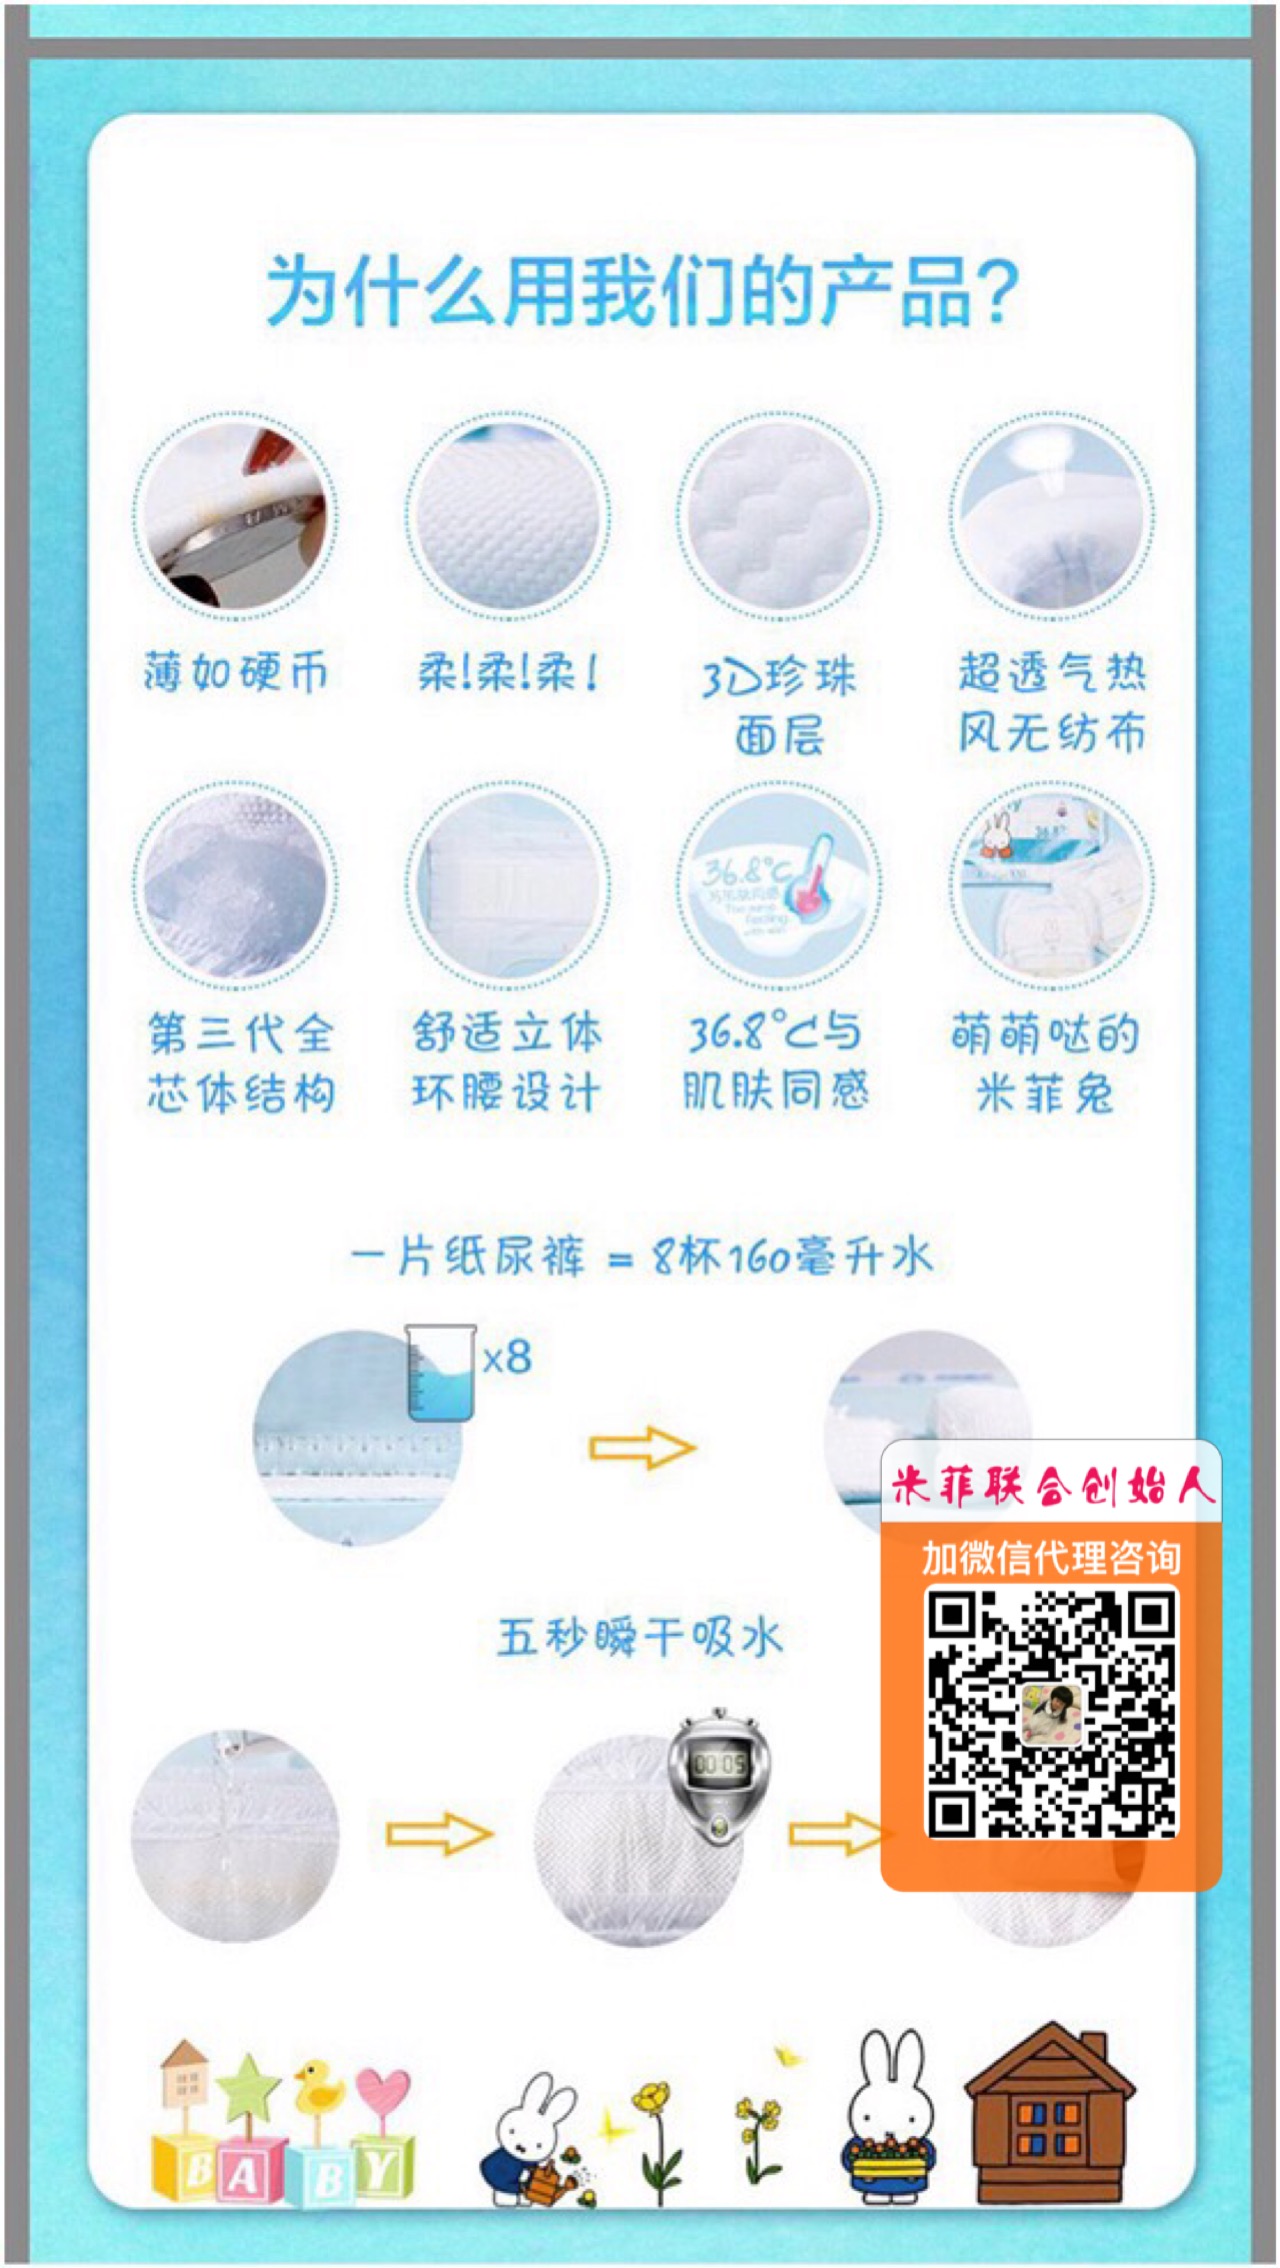 为什么用我们的产品?
薄如硬币
柔!柔!柔!
3D珍珠
面层
超透气热
风无纺布
第三代全
芯体结构
舒适立体
环腰设计
36.8℃
36.8℃与
肌肤同感
萌萌哒的
米菲兔
一片纸尿裤 = 8杯160毫升水
x8
米菲联合创始人
加微信代理咨询
五秒瞬干吸水
00:05
BABY